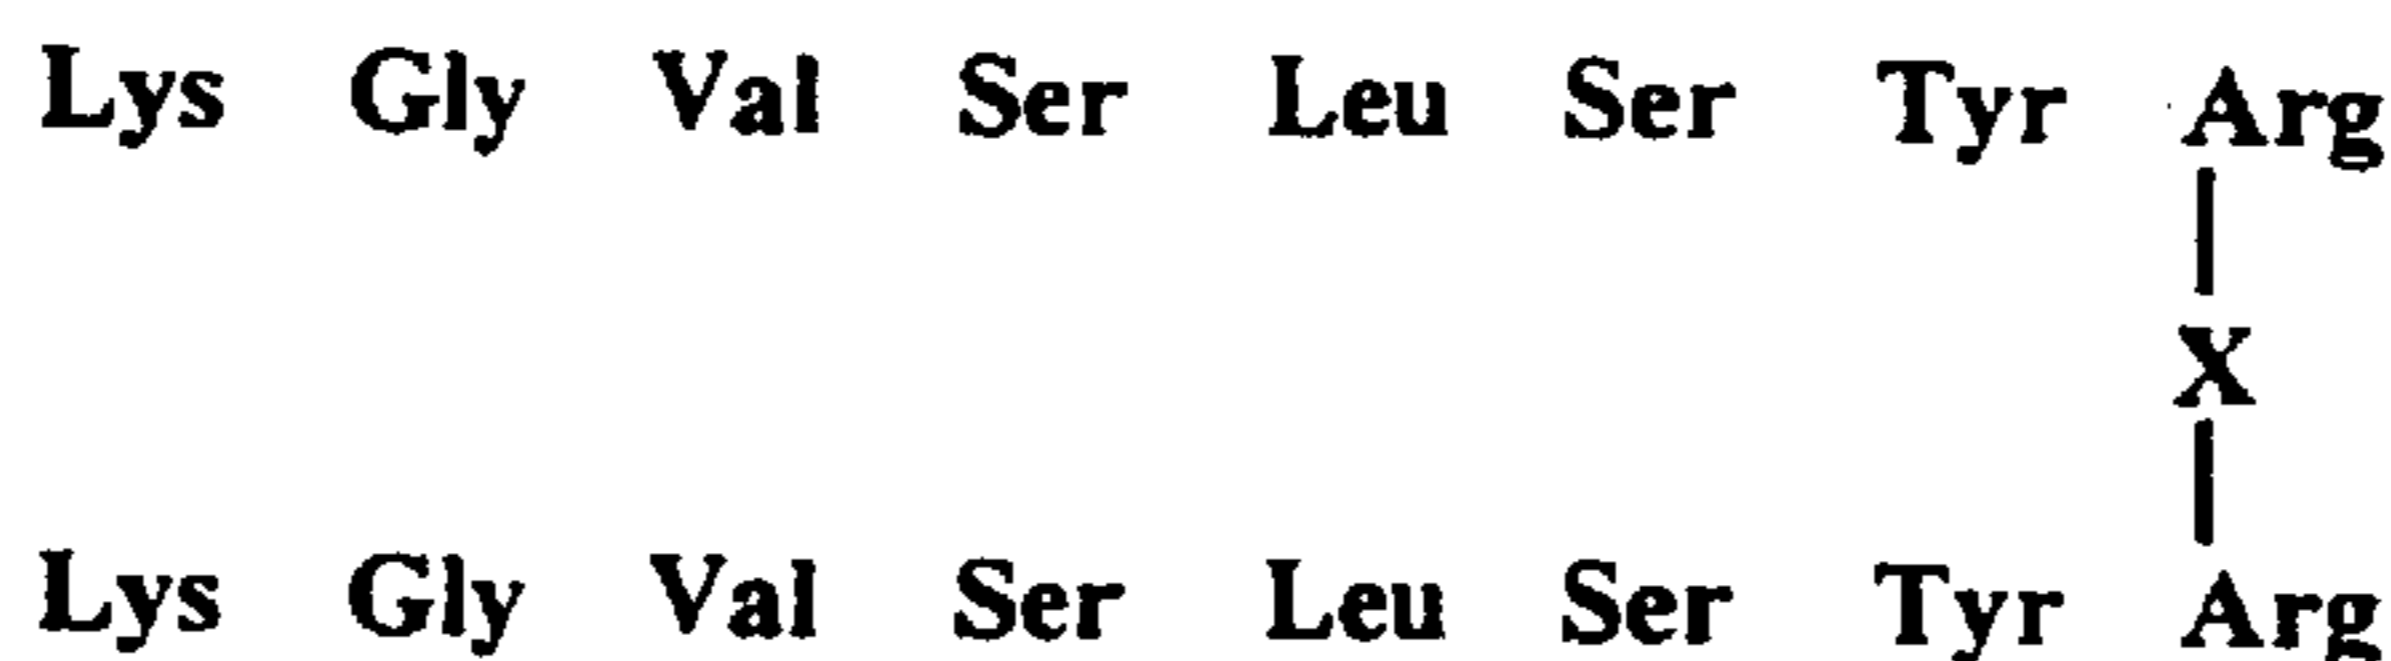 Lys Gly Val Ser Leu Ser Tyr Arg
X
Lys Gly Val Ser Leu Ser Tyr Arg